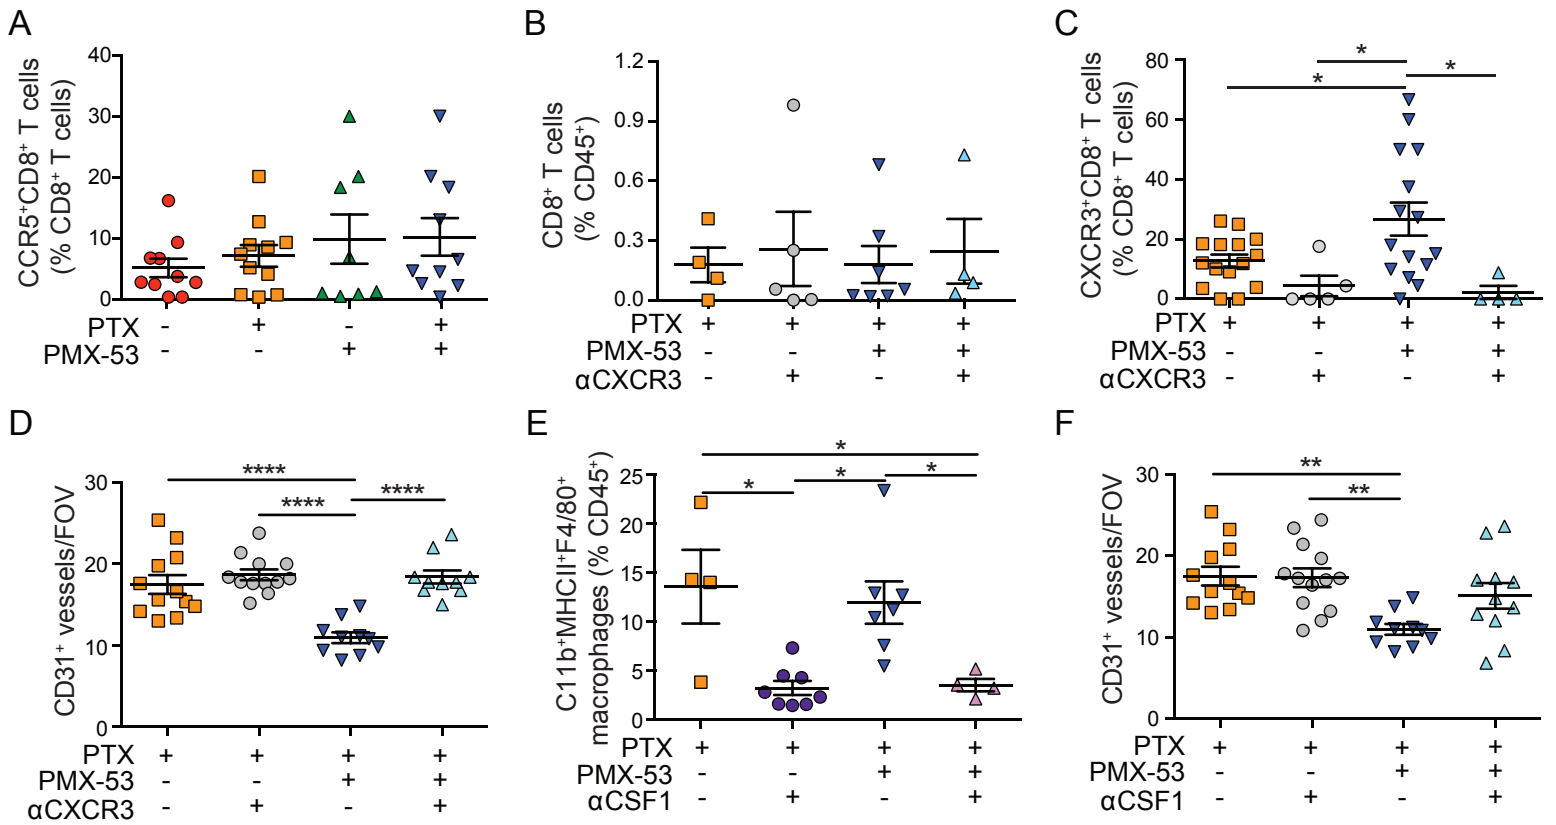 A
CCR5⁺CD8⁺ T cells
(% CD8⁺ T cells)
40
30
20
10
0
PTX - + - +
PMX-53 - - + +
B
CD8⁺ T cells
(% CD45⁺)
1.2
0.9
0.6
0.3
0.0
PTX + + + +
PMX-53 - - + +
αCXCR3 - + - +
C
CXCR3⁺CD8⁺ T cells
(% CD8⁺ T cells)
80
60
40
20
0
*
*
*
PTX + + + +
PMX-53 - - + +
αCXCR3 - + - +
D
CD31⁺ vessels/FOV
30
20
10
0
****
****
****
PTX + + + +
PMX-53 - - + +
αCXCR3 - + - +
E
C11b⁺MHCII⁺F4/80⁺
macrophages (% CD45⁺)
25
20
15
10
5
0
*
*
*
*
PTX + + + +
PMX-53 - - + +
αCSF1 - + - +
F
CD31⁺ vessels/FOV
30
20
10
0
**
**
PTX + + + +
PMX-53 - - + +
αCSF1 - + - +